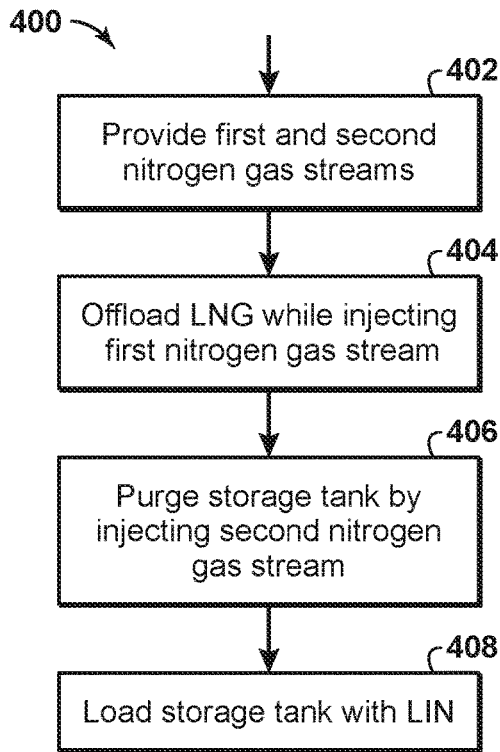 400
402
Provide first and second
nitrogen gas streams
404
Offload LNG while injecting
first nitrogen gas stream
406
Purge storage tank by
injecting second nitrogen
gas stream
408
Load storage tank with LIN